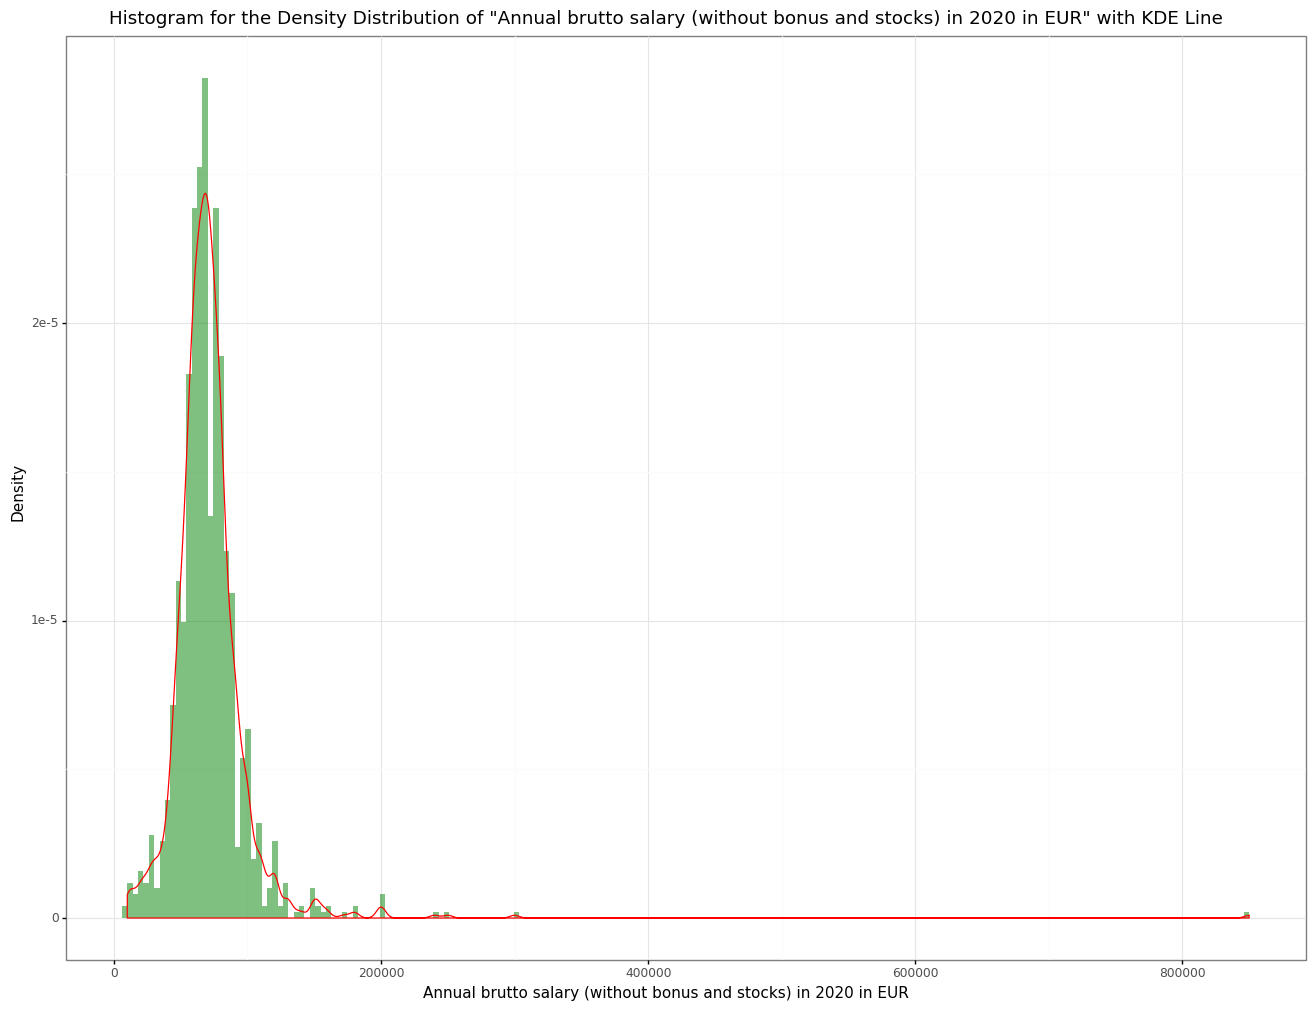 Histogram for the Density Distribution of "Annual brutto salary (without bonus and stocks) in 2020 in EUR" with KDE Line
Density
2e-5
1e-5
0
0 200000 400000 600000 800000
Annual brutto salary (without bonus and stocks) in 2020 in EUR